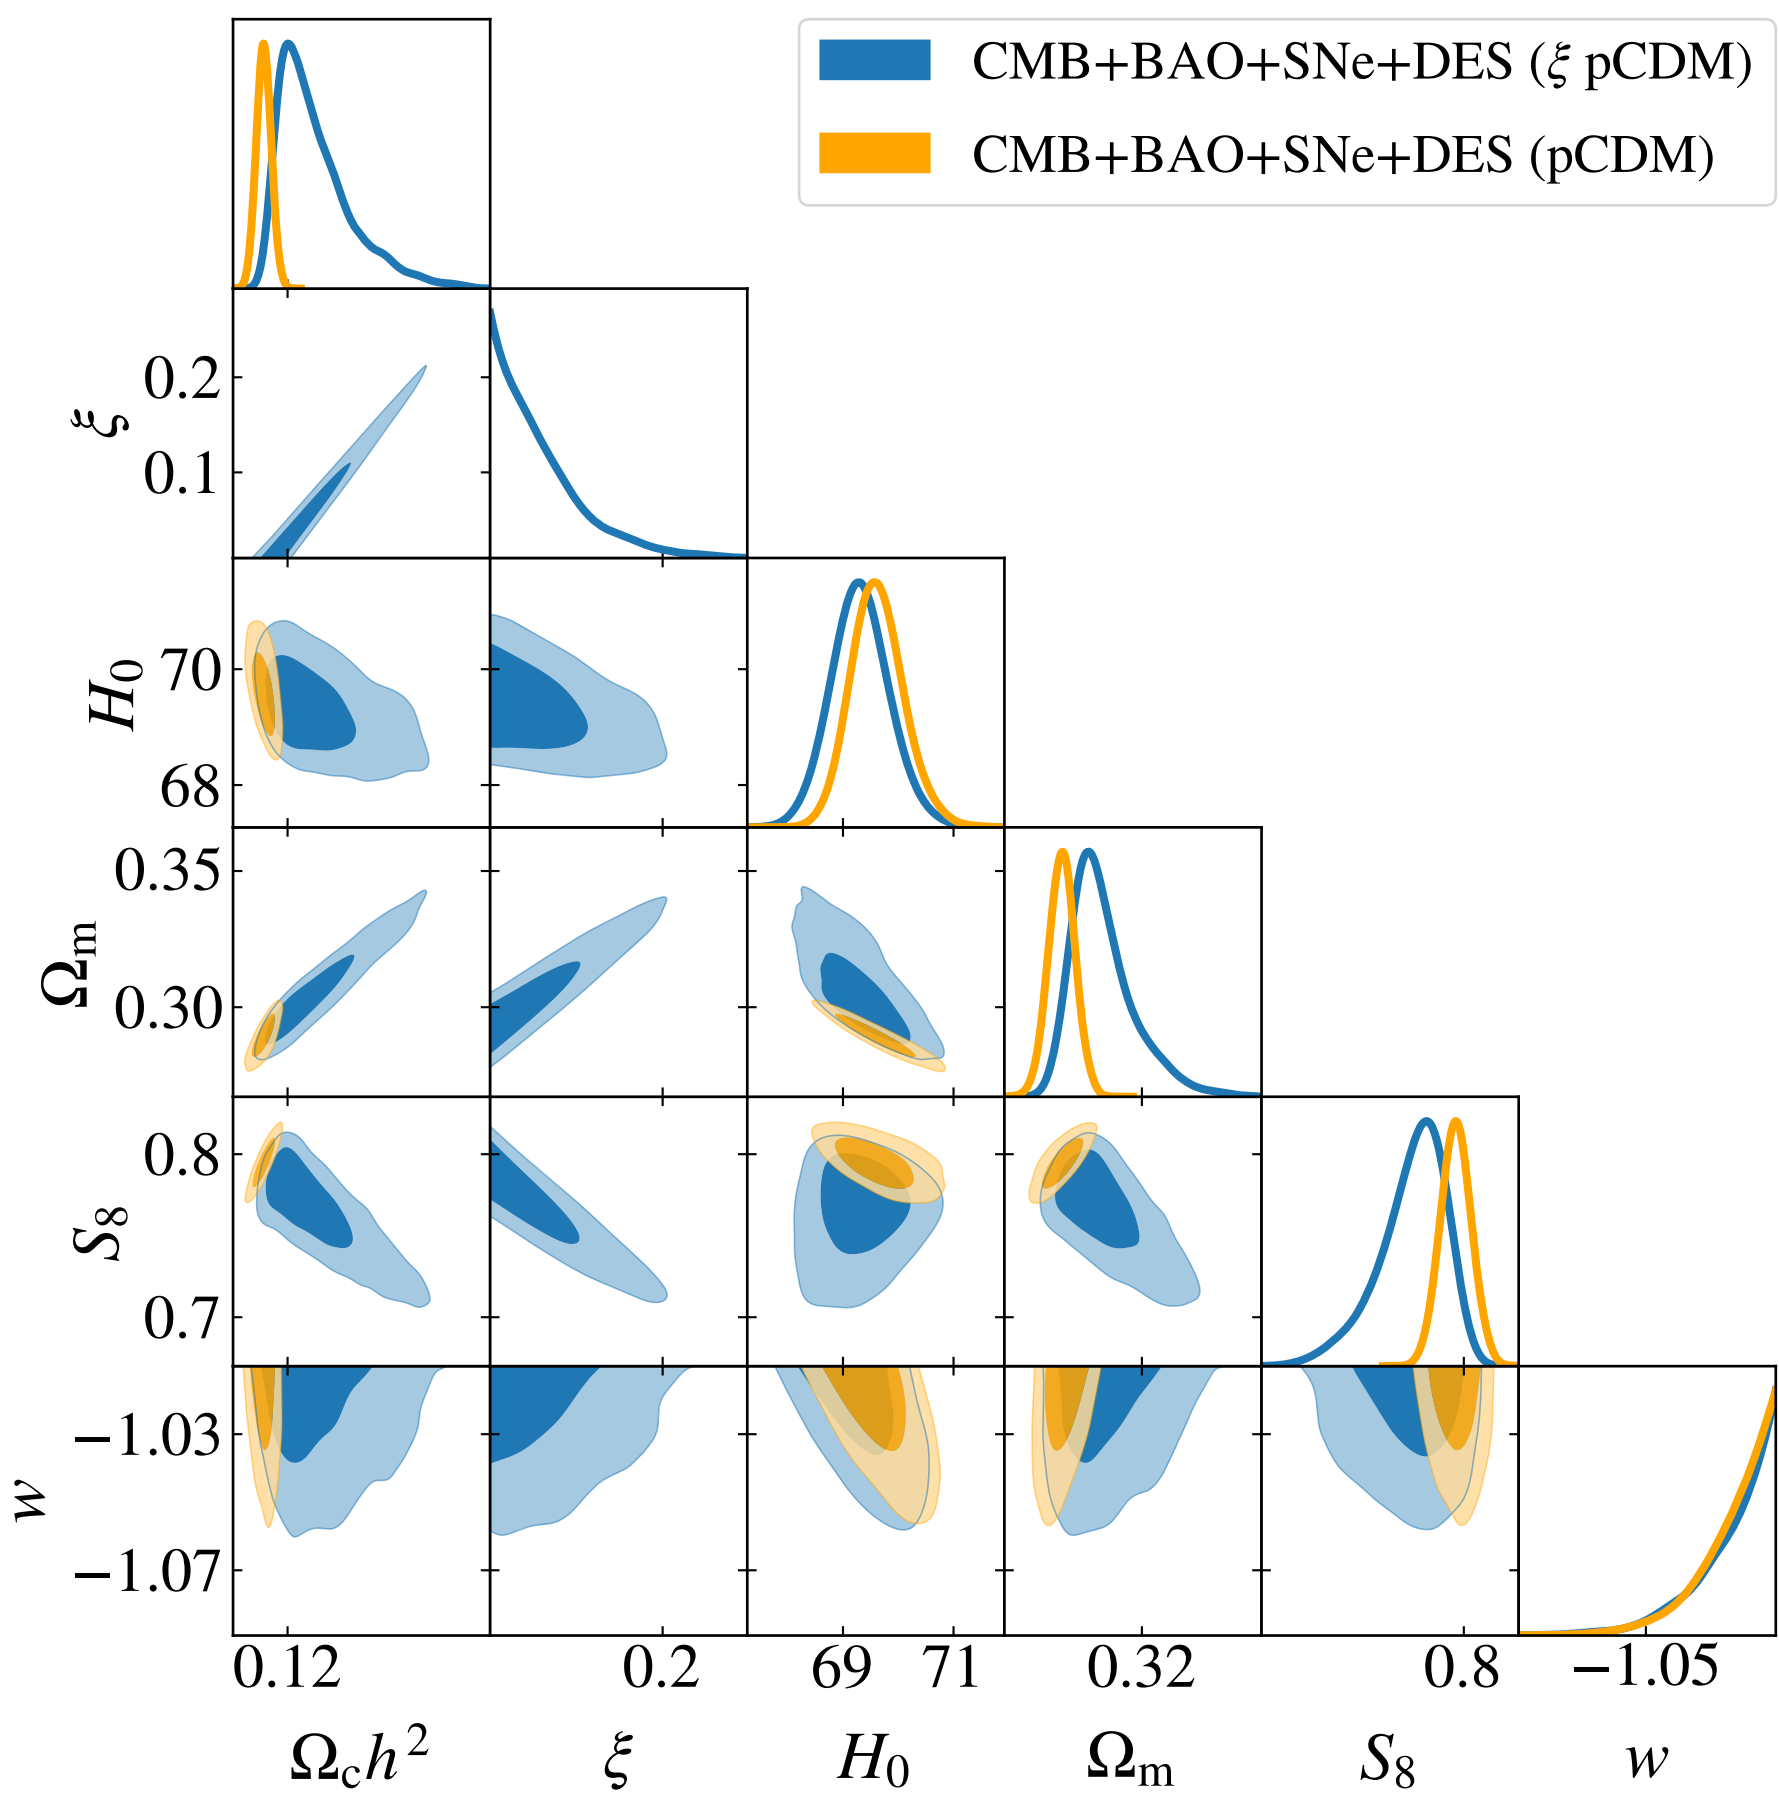 CMB+BAO+SNe+DES (ξ pCDM)
CMB+BAO+SNe+DES (pCDM)
ξ
0.2
0.1
H₀
70
68
Ωₘ
0.35
0.30
S₈
0.8
0.7
w
−1.03
−1.07
0.12
0.2
69
71
0.32
0.8
−1.05
Ω_c h²
ξ
H₀
Ωₘ
S₈
w